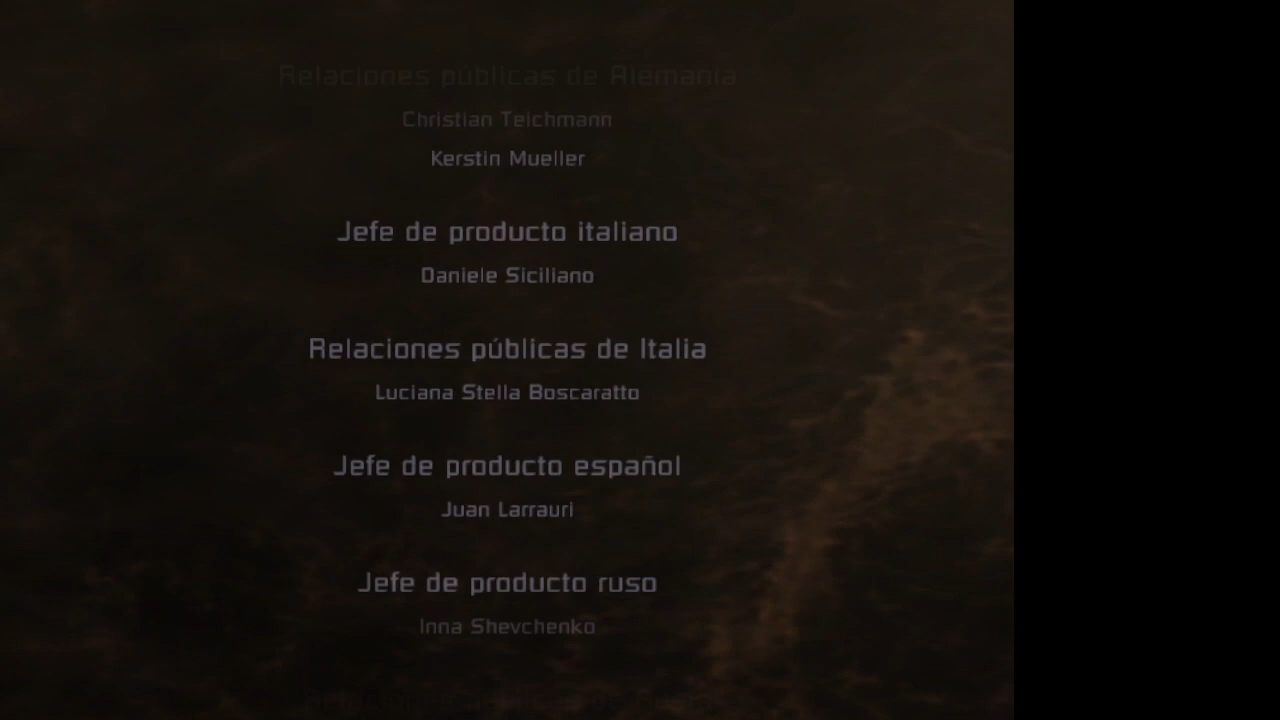 Relaciones públicas de Alemania
Christian Teichmann
Kerstin Mueller
Jefe de producto italiano
Daniele Siciliano
Relaciones públicas de Italia
Luciana Stella Boscaratto
Jefe de producto español
Juan Larrauri
Jefe de producto ruso
Inna Shevchenko